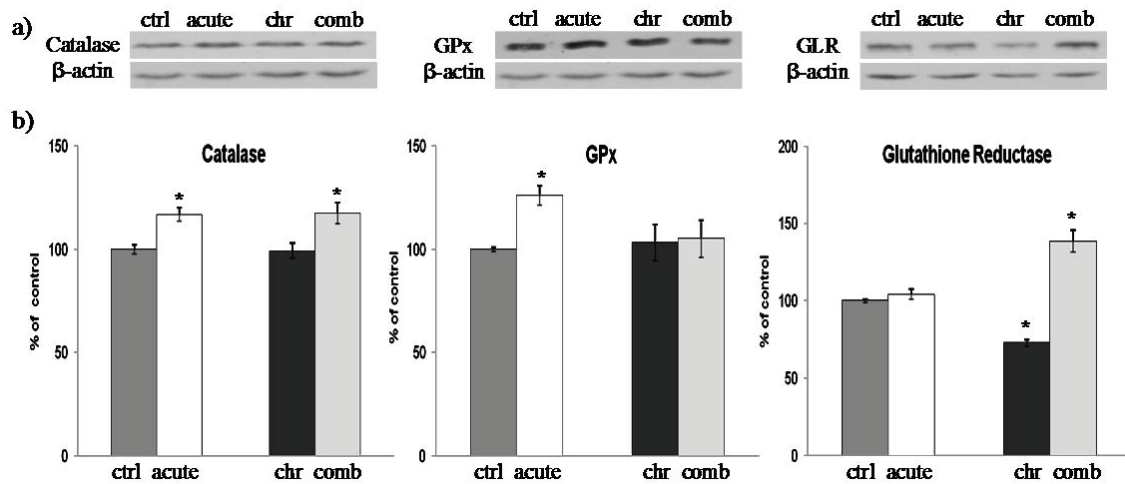 a)
ctrl acute chr comb
Catalase
β-actin
ctrl acute chr comb
GPx
β-actin
ctrl acute chr comb
GLR
β-actin
b)
Catalase
% of control
150
100
50
0
*
*
ctrl acute chr comb
GPx
% of control
150
100
50
0
*
ctrl acute chr comb
Glutathione Reductase
% of control
200
150
100
50
0
*
*
ctrl acute chr comb